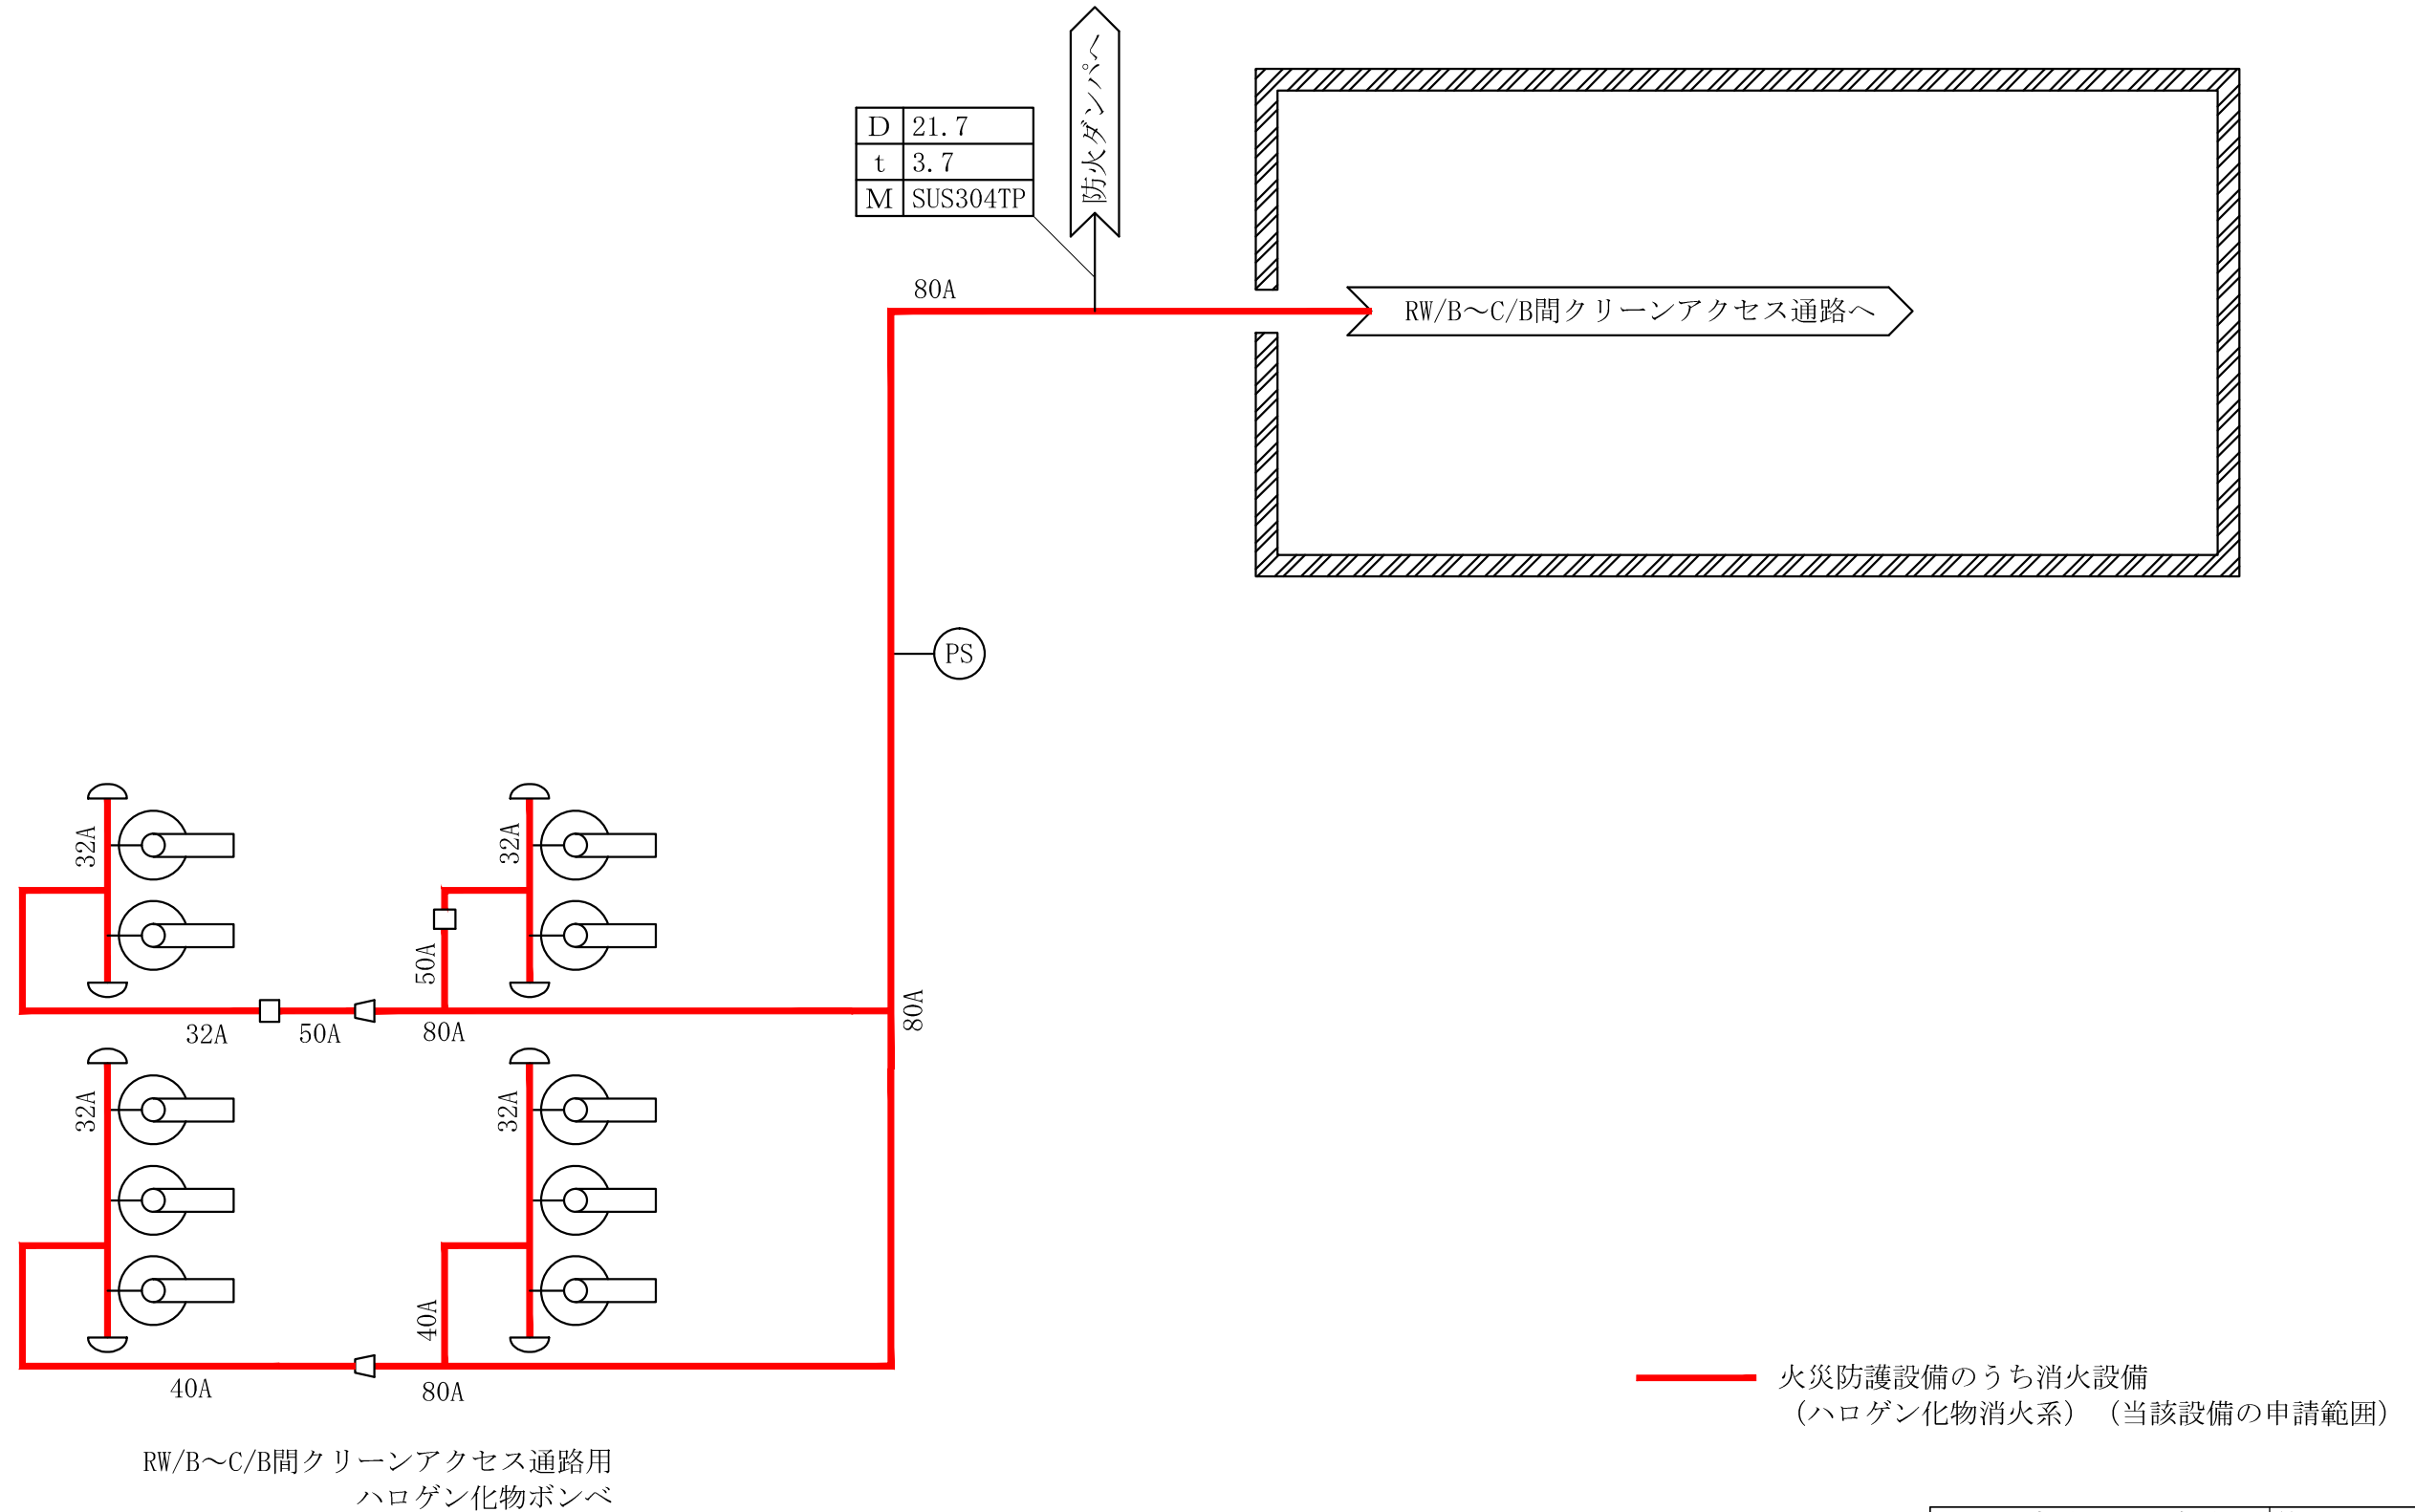 防火ダンパへ
D 21.7
t 3.7
M SUS304TP
80A
RW/B～C/B間クリーンアクセス通路へ
PS
32A
32A
50A
80A
32A
50A
80A
32A
32A
40A
40A
80A
火災防護設備のうち消火設備
（ハロゲン化物消火系）（当該設備の申請範囲）
RW/B～C/B間クリーンアクセス通路用
ハロゲン化物ボンベ